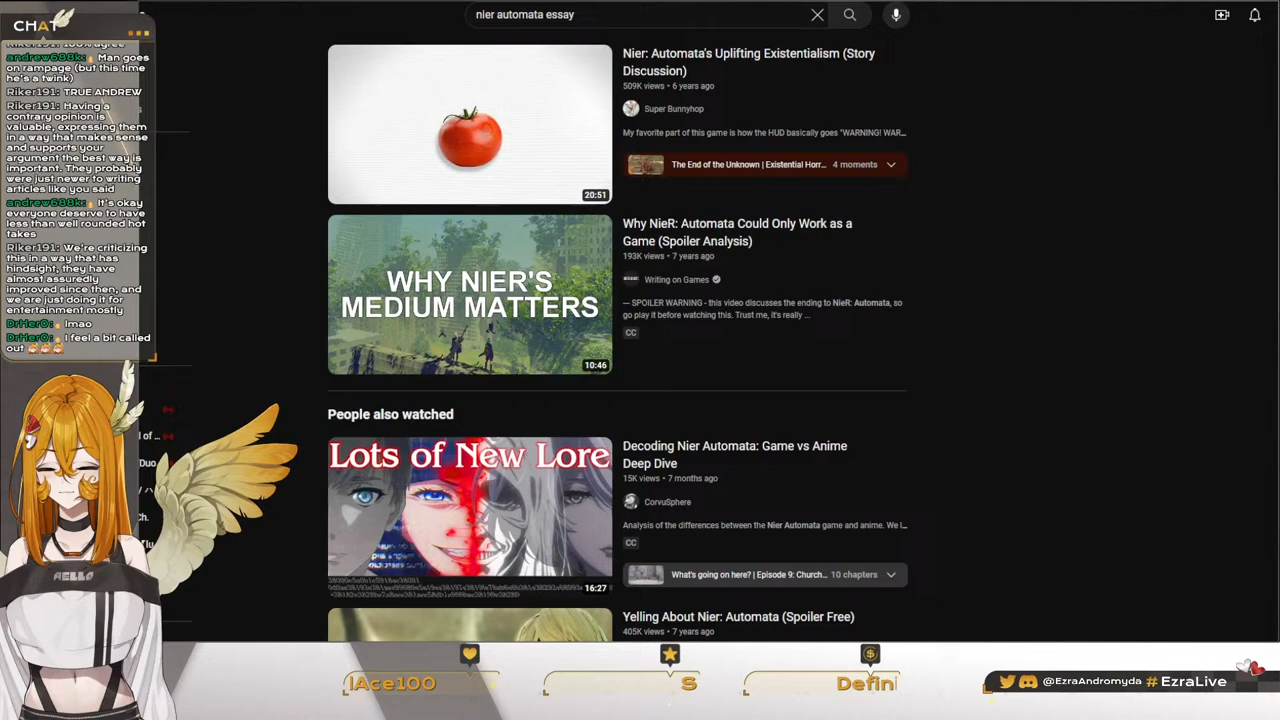 CHAT
Riker191: 100% agree
andrew688k: Man goes
on rampage (but this time
he's a twink)
Riker191: TRUE ANDREW
Riker191: Having a
contrary opinion is
valuable, expressing them
in a way that makes sense
and supports your
argument the best way is
important. They probably
were just newer to writing
articles like you said
andrew688k: It's okay
everyone deserve to have
less than well rounded hot
takes
Riker191: We're criticizing
this in a way that has
hindsight, they have
almost assuredly
improved since then, and
we are just doing it for
entertainment mostly
DrHer0: lmao
DrHer0: I feel a bit called
out
l of ...
Duo
ch.
HELLO
nier automata essay
20:51
Nier: Automata's Uplifting Existentialism (Story
Discussion)
509K views • 6 years ago
Super Bunnyhop
My favorite part of this game is how the HUD basically goes "WARNING! WAR...
The End of the Unknown | Existential Horr... 4 moments
WHY NIER'S
MEDIUM MATTERS
10:46
Why NieR: Automata Could Only Work as a
Game (Spoiler Analysis)
193K views • 7 years ago
Writing on Games
— SPOILER WARNING - this video discusses the ending to NieR: Automata, so
go play it before watching this. Trust me, it's really ...
CC
People also watched
Lots of New Lore
16:27
Decoding Nier Automata: Game vs Anime
Deep Dive
15K views • 7 months ago
CorvuSphere
Analysis of the differences between the Nier Automata game and anime. We l...
CC
What's going on here? | Episode 9: Church... 10 chapters
Yelling About Nier: Automata (Spoiler Free)
405K views • 7 years ago
lAce100
S
Defini
@EzraAndromyda # EzraLive